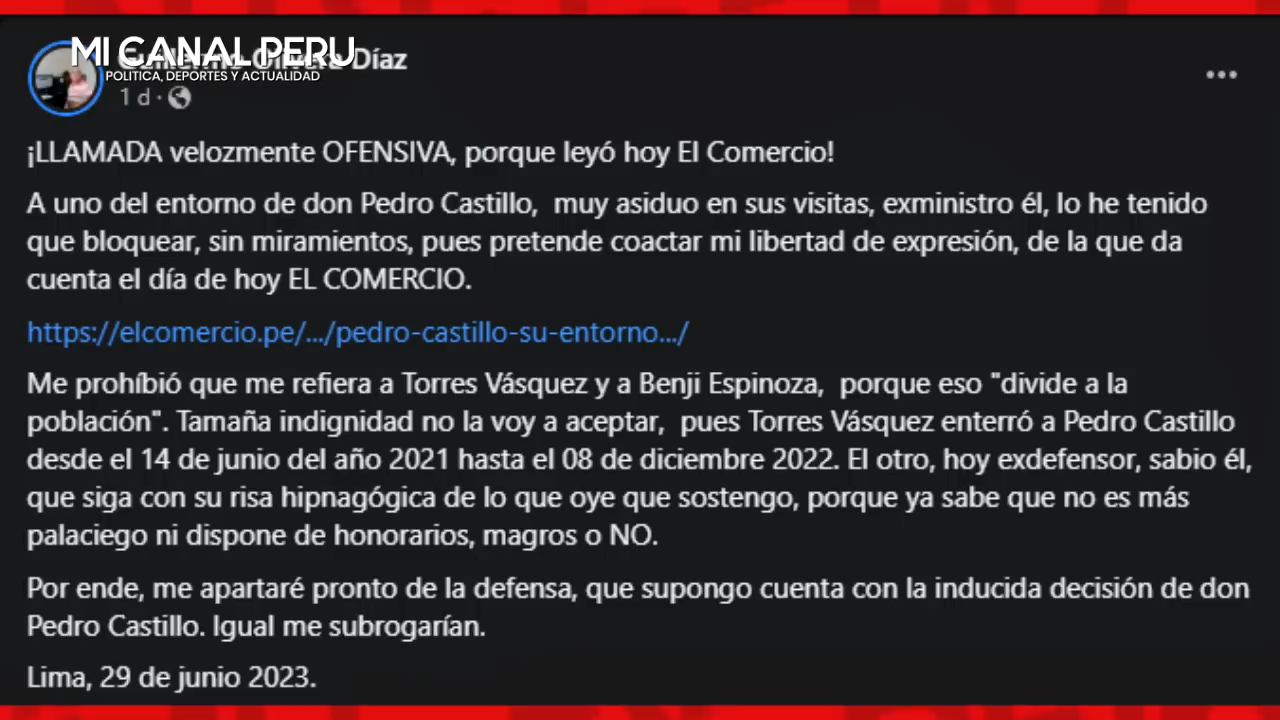 MI CANAL PERU
POLITICA, DEPORTES Y ACTUALIDAD
Díaz
1 d
¡LLAMADA velozmente OFENSIVA, porque leyó hoy El Comercio!
A uno del entorno de don Pedro Castillo, muy asiduo en sus visitas, exministro él, lo he tenido
que bloquear, sin miramientos, pues pretende coactar mi libertad de expresión, de la que da
cuenta el día de hoy EL COMERCIO.
https://elcomercio.pe/.../pedro-castillo-su-entorno.../
Me prohíbió que me refiera a Torres Vásquez y a Benji Espinoza, porque eso "divide a la
población". Tamaña indignidad no la voy a aceptar, pues Torres Vásquez enterró a Pedro Castillo
desde el 14 de junio del año 2021 hasta el 08 de diciembre 2022. El otro, hoy exdefensor, sabio él,
que siga con su risa hipnagógica de lo que oye que sostengo, porque ya sabe que no es más
palaciego ni dispone de honorarios, magros o NO.
Por ende, me apartaré pronto de la defensa, que supongo cuenta con la inducida decisión de don
Pedro Castillo. Igual me subrogarían.
Lima, 29 de junio 2023.